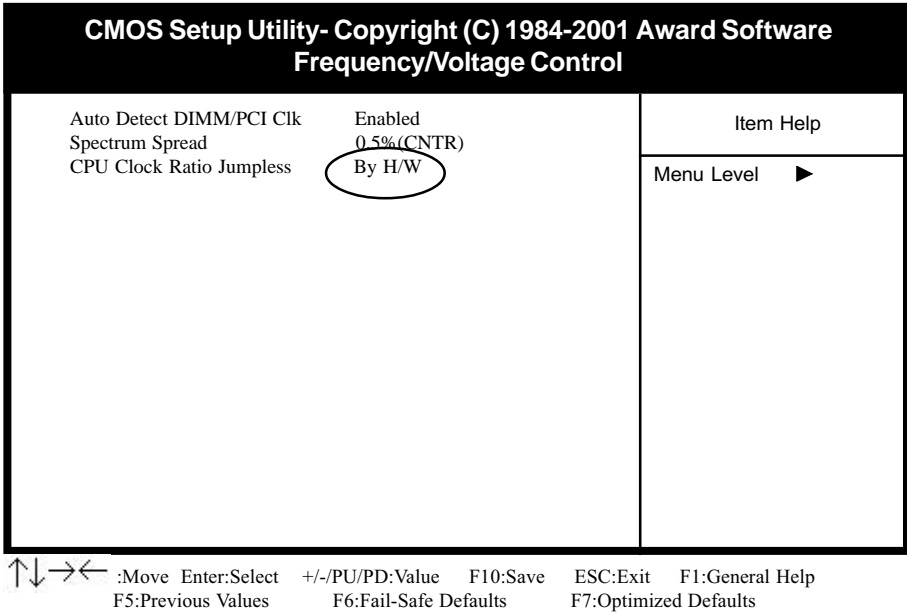 CMOS Setup Utility- Copyright (C) 1984-2001 Award Software
Frequency/Voltage Control
Auto Detect DIMM/PCI Clk Enabled
Spectrum Spread 0.5%(CNTR)
CPU Clock Ratio Jumpless By H/W
Item Help
Menu Level ▶
↑↓→← :Move Enter:Select +/-/PU/PD:Value F10:Save ESC:Exit F1:General Help
F5:Previous Values F6:Fail-Safe Defaults F7:Optimized Defaults